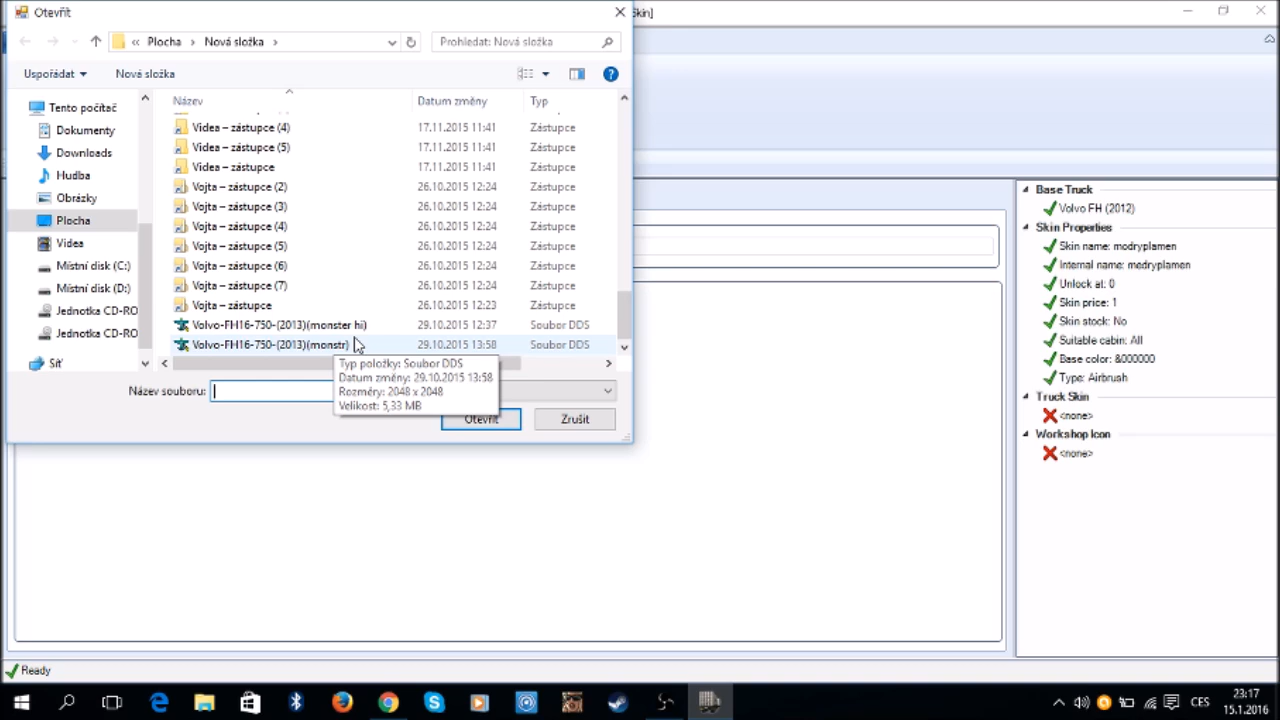 Otevřít
Skin]
« Plocha › Nová složka ›
Prohledat: Nová složka
Uspořádat
Nová složka
Název
Datum změny
Typ
Tento počítač
Dokumenty
Downloads
Hudba
Obrázky
Plocha
Videa
Místní disk (C:)
Místní disk (D:)
Jednotka CD-RO
Jednotka CD-RO
Síť
Videa – zástupce (4) 17.11.2015 11:41 Zástupce
Videa – zástupce (5) 17.11.2015 11:41 Zástupce
Videa – zástupce 17.11.2015 11:41 Zástupce
Vojta – zástupce (2) 26.10.2015 12:24 Zástupce
Vojta – zástupce (3) 26.10.2015 12:24 Zástupce
Vojta – zástupce (4) 26.10.2015 12:24 Zástupce
Vojta – zástupce (5) 26.10.2015 12:24 Zástupce
Vojta – zástupce (6) 26.10.2015 12:24 Zástupce
Vojta – zástupce (7) 26.10.2015 12:24 Zástupce
Vojta – zástupce 26.10.2015 12:23 Zástupce
Volvo-FH16-750-(2013)(monster hi) 29.10.2015 12:37 Soubor DDS
Volvo-FH16-750-(2013)(monstr) 29.10.2015 13:58 Soubor DDS
Typ položky: Soubor DDS
Datum změny: 29.10.2015 13:58
Rozměry: 2048 x 2048
Velikost: 5,33 MB
Název souboru:
Otevřít
Zrušit
Base Truck
Volvo FH (2012)
Skin Properties
Skin name: modryplamen
Internal name: medryplamen
Unlock at: 0
Skin price: 1
Skin stock: No
Suitable cabin: All
Base color: &000000
Type: Airbrush
Truck Skin
<none>
Workshop Icon
<none>
Ready
CES
23:17
15.1.2016